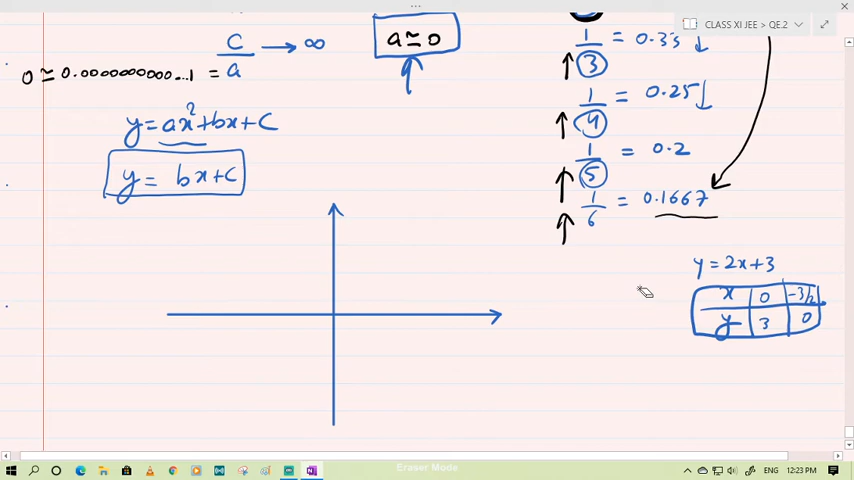 CLASS XI JEE > QE.2
c/a → ∞
a ≃ 0
0 ≃ 0.0000000000...1 = a
1/3 = 0.33 ↓
1/4 = 0.25 ↓
1/5 = 0.2
1/6 = 0.1667
y = ax²+bx+c
y = bx+c
y = 2x+3
x 0 -3/2
y 3 0
Eraser Mode
ENG 12:23 PM